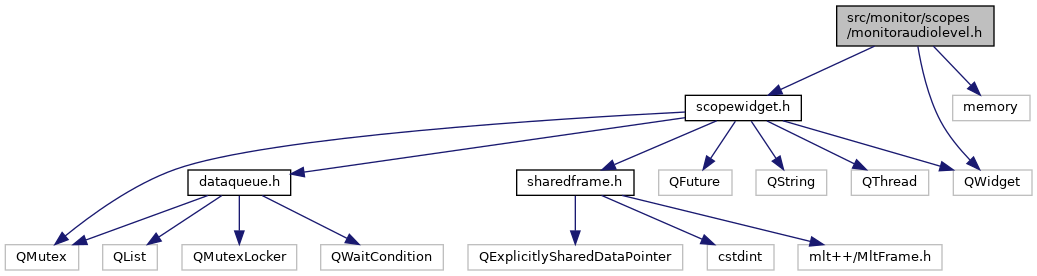 src/monitor/scopes
/monitoraudiolevel.h
scopewidget.h
memory
dataqueue.h
sharedframe.h
QFuture
QString
QThread
QWidget
QMutex
QList
QMutexLocker
QWaitCondition
QExplicitlySharedDataPointer
cstdint
mlt++/MltFrame.h